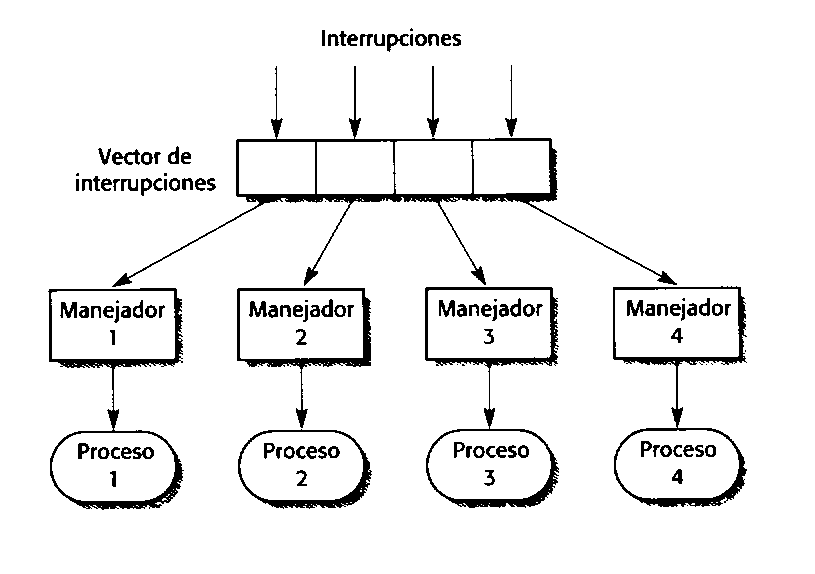 Interrupciones
Vector de
interrupciones
Manejador
1
Manejador
2
Manejador
3
Manejador
4
Proceso
1
Proceso
2
Proceso
3
Proceso
4